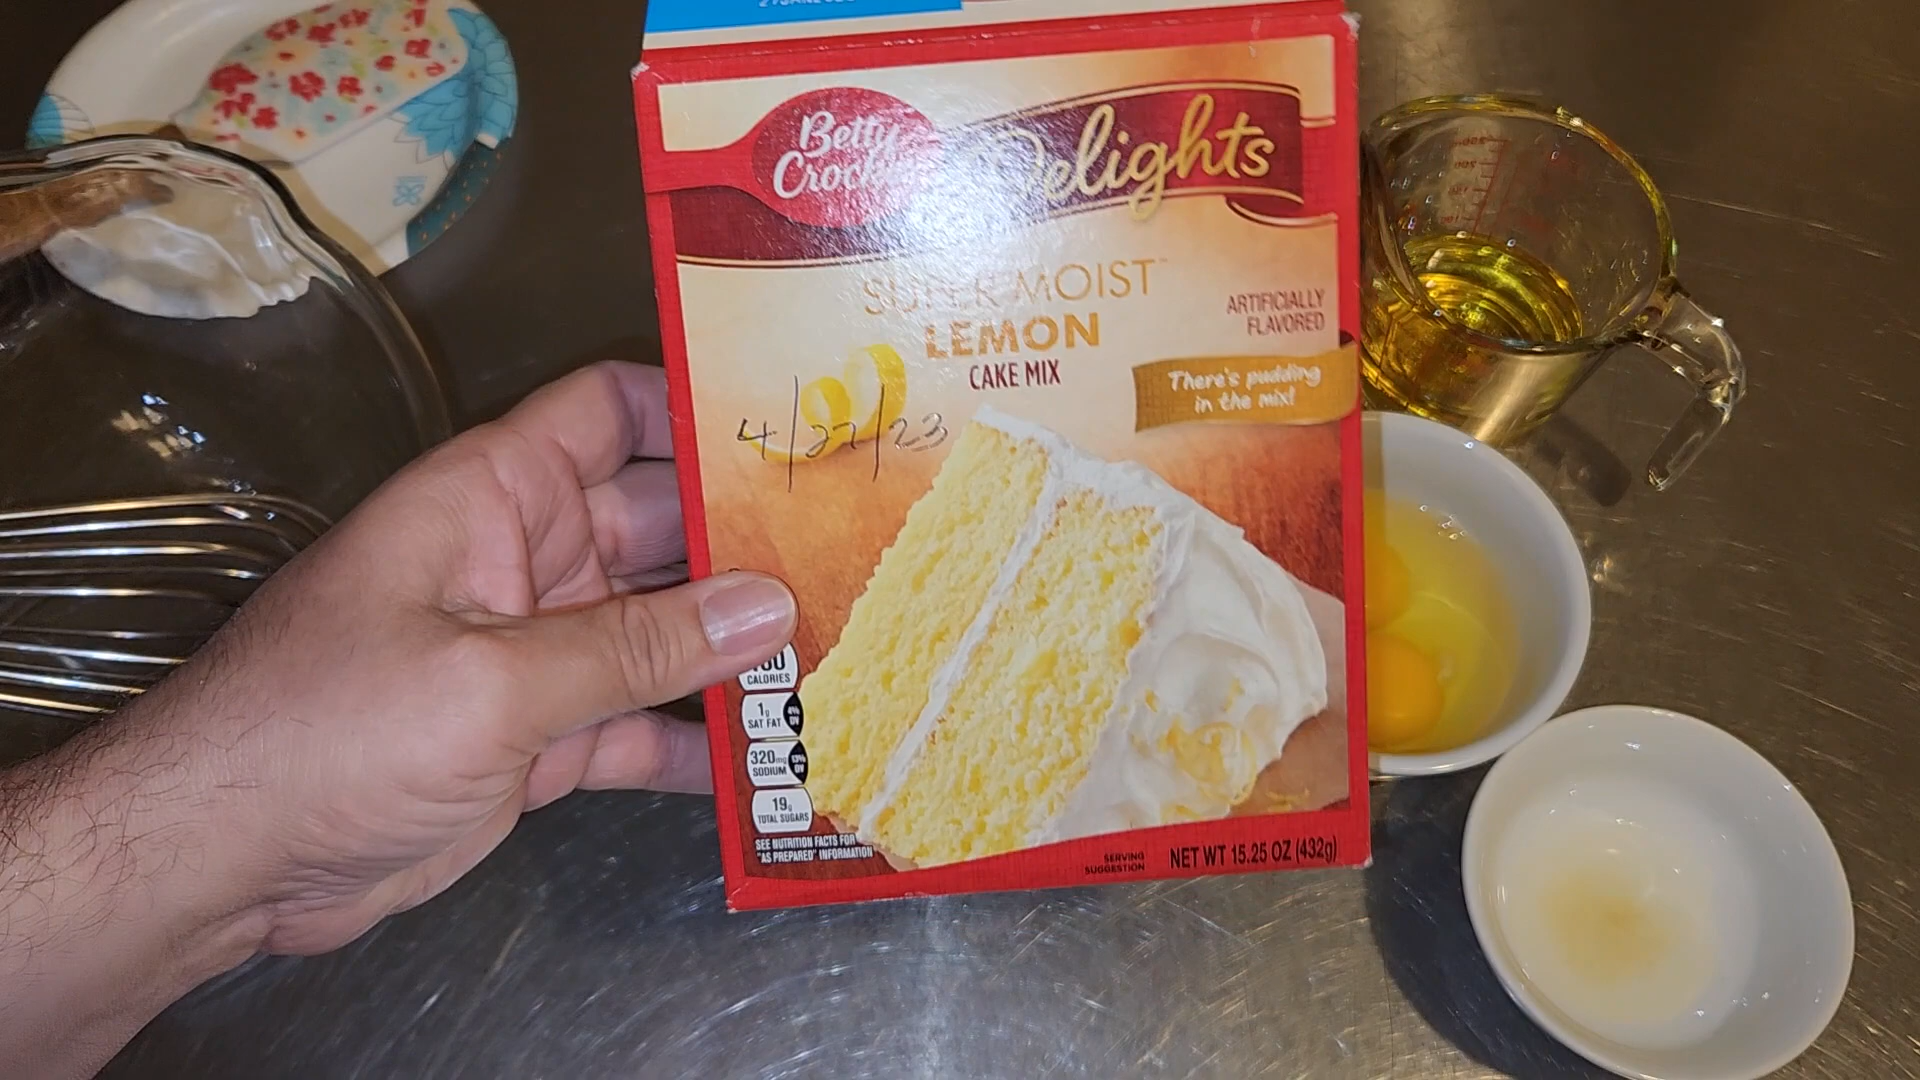 Betty
Crocker
Delights
SUPER MOIST™
LEMON
CAKE MIX
ARTIFICIALLY
FLAVORED
There's pudding
in the mix!
4/27/23
CALORIES
1g
SAT FAT
4%
DV
320mg
SODIUM
13%
DV
19g
TOTAL SUGARS
SEE NUTRITION FACTS FOR
"AS PREPARED" INFORMATION
SERVING
SUGGESTION
NET WT 15.25 OZ (432g)